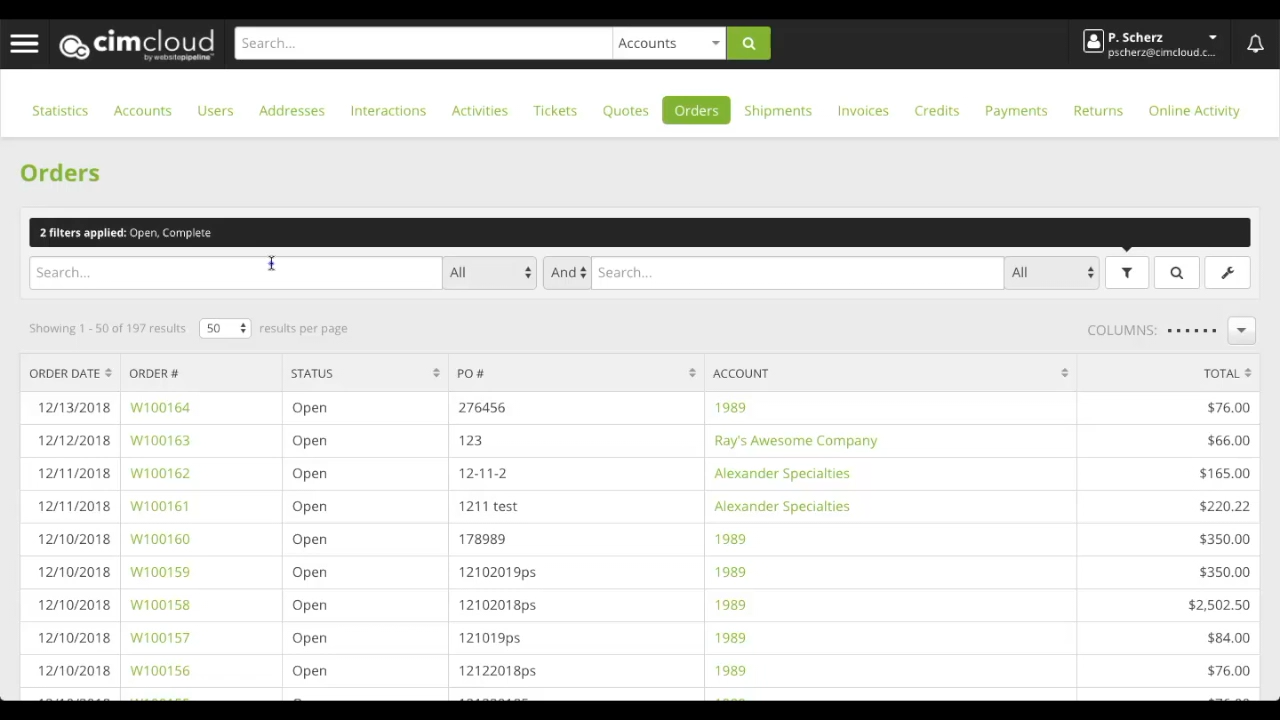 cimcloud
by websitepipeline™
Search...
Accounts
P. Scherz
pscherz@cimcloud.c...
Statistics Accounts Users Addresses Interactions Activities Tickets Quotes Orders Shipments Invoices Credits Payments Returns Online Activity
Orders
2 filters applied: Open, Complete
Search... All And Search... All
Showing 1 - 50 of 197 results 50 results per page COLUMNS:
ORDER DATE ORDER # STATUS PO # ACCOUNT TOTAL
12/13/2018 W100164 Open 276456 1989 $76.00
12/12/2018 W100163 Open 123 Ray's Awesome Company $66.00
12/11/2018 W100162 Open 12-11-2 Alexander Specialties $165.00
12/11/2018 W100161 Open 1211 test Alexander Specialties $220.22
12/10/2018 W100160 Open 178989 1989 $350.00
12/10/2018 W100159 Open 12102019ps 1989 $350.00
12/10/2018 W100158 Open 12102018ps 1989 $2,502.50
12/10/2018 W100157 Open 121019ps 1989 $84.00
12/10/2018 W100156 Open 12122018ps 1989 $76.00